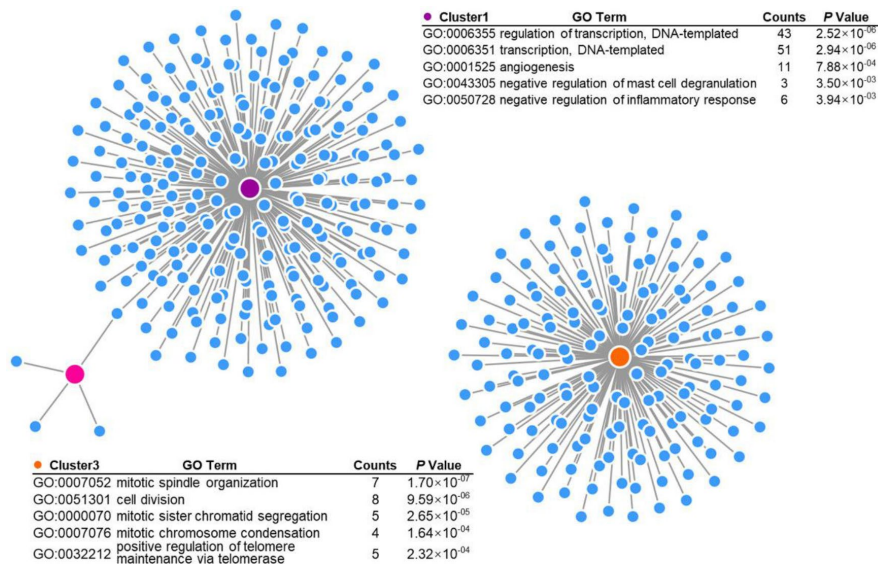 Cluster1 GO Term Counts P Value
GO:0006355 regulation of transcription, DNA-templated 43 2.52×10⁻⁰⁶
GO:0006351 transcription, DNA-templated 51 2.94×10⁻⁰⁶
GO:0001525 angiogenesis 11 7.88×10⁻⁰⁴
GO:0043305 negative regulation of mast cell degranulation 3 3.50×10⁻⁰³
GO:0050728 negative regulation of inflammatory response 6 3.94×10⁻⁰³
Cluster3 GO Term Counts P Value
GO:0007052 mitotic spindle organization 7 1.70×10⁻⁰⁷
GO:0051301 cell division 8 9.59×10⁻⁰⁶
GO:0000070 mitotic sister chromatid segregation 5 2.65×10⁻⁰⁵
GO:0007076 mitotic chromosome condensation 4 1.64×10⁻⁰⁴
GO:0032212 positive regulation of telomere
maintenance via telomerase 5 2.32×10⁻⁰⁴